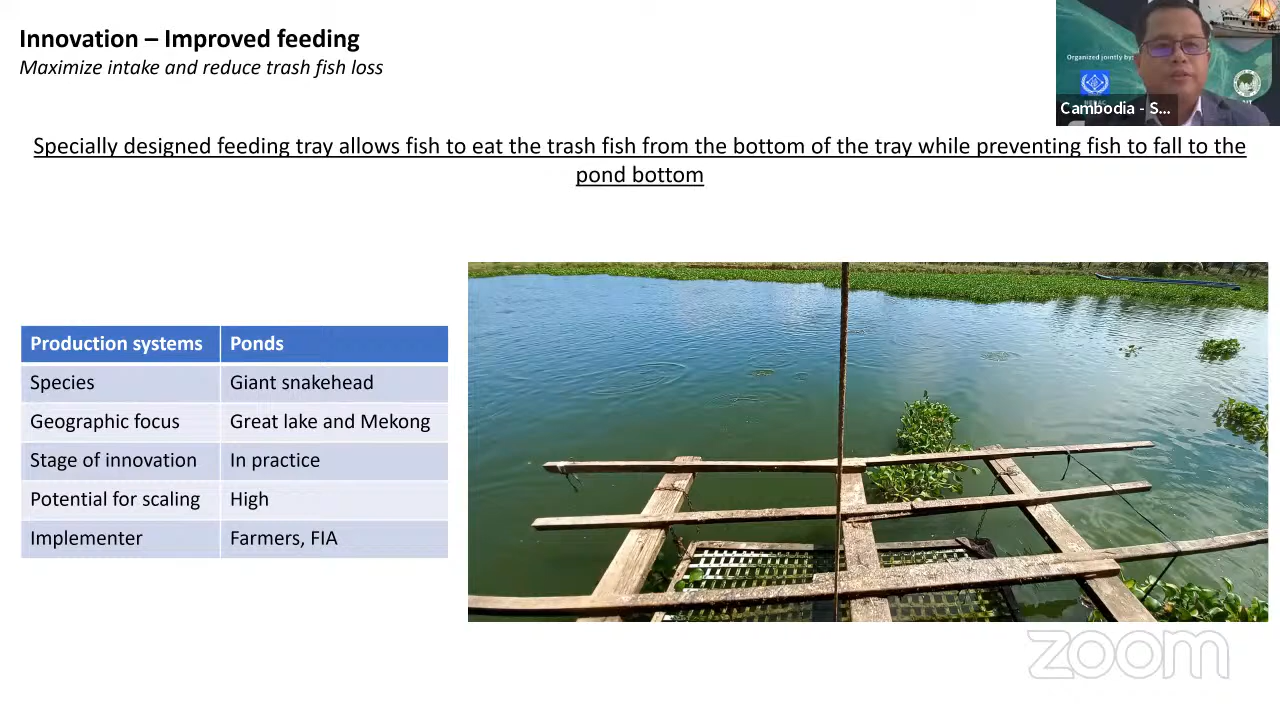 Innovation – Improved feeding
Maximize intake and reduce trash fish loss
Organized jointly by:
Cambodia - S...
Specially designed feeding tray allows fish to eat the trash fish from the bottom of the tray while preventing fish to fall to the
pond bottom
Production systems Ponds
Species Giant snakehead
Geographic focus Great lake and Mekong
Stage of innovation In practice
Potential for scaling High
Implementer Farmers, FIA
zoom